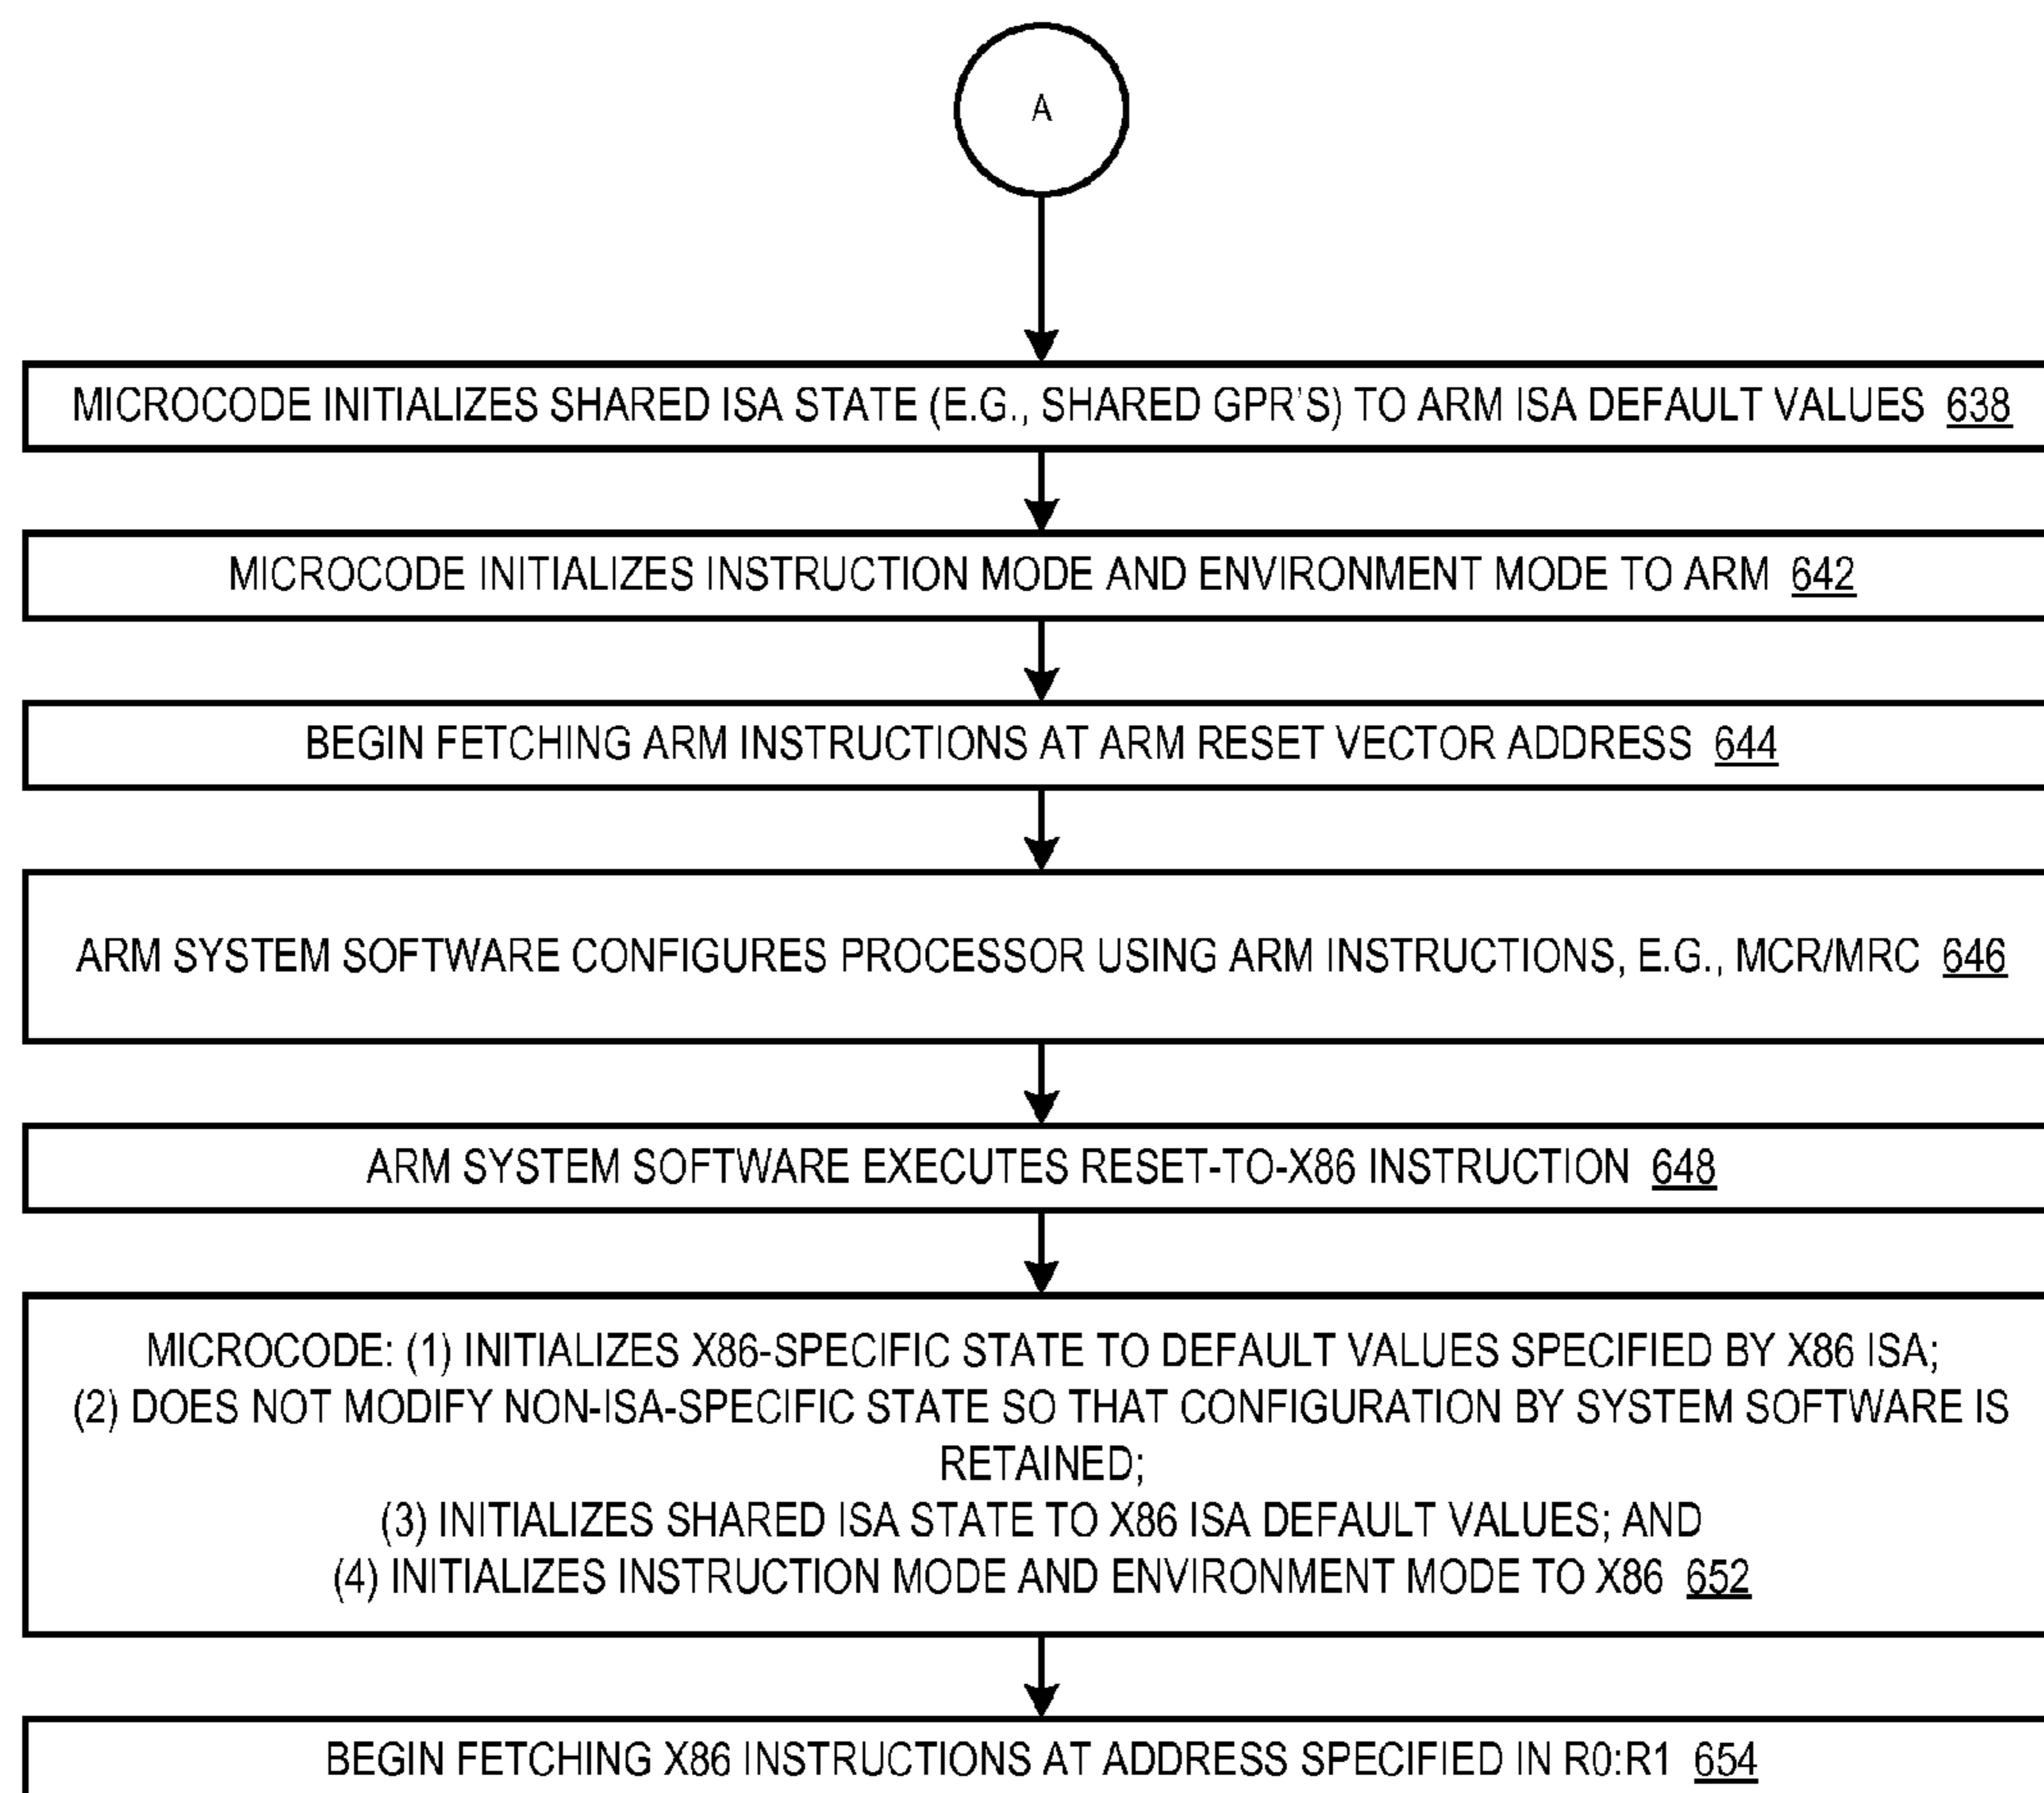 A
MICROCODE INITIALIZES SHARED ISA STATE (E.G., SHARED GPR'S) TO ARM ISA DEFAULT VALUES 638
MICROCODE INITIALIZES INSTRUCTION MODE AND ENVIRONMENT MODE TO ARM 642
BEGIN FETCHING ARM INSTRUCTIONS AT ARM RESET VECTOR ADDRESS 644
ARM SYSTEM SOFTWARE CONFIGURES PROCESSOR USING ARM INSTRUCTIONS, E.G., MCR/MRC 646
ARM SYSTEM SOFTWARE EXECUTES RESET-TO-X86 INSTRUCTION 648
MICROCODE: (1) INITIALIZES X86-SPECIFIC STATE TO DEFAULT VALUES SPECIFIED BY X86 ISA;
(2) DOES NOT MODIFY NON-ISA-SPECIFIC STATE SO THAT CONFIGURATION BY SYSTEM SOFTWARE IS
RETAINED;
(3) INITIALIZES SHARED ISA STATE TO X86 ISA DEFAULT VALUES; AND
(4) INITIALIZES INSTRUCTION MODE AND ENVIRONMENT MODE TO X86 652
BEGIN FETCHING X86 INSTRUCTIONS AT ADDRESS SPECIFIED IN R0:R1 654